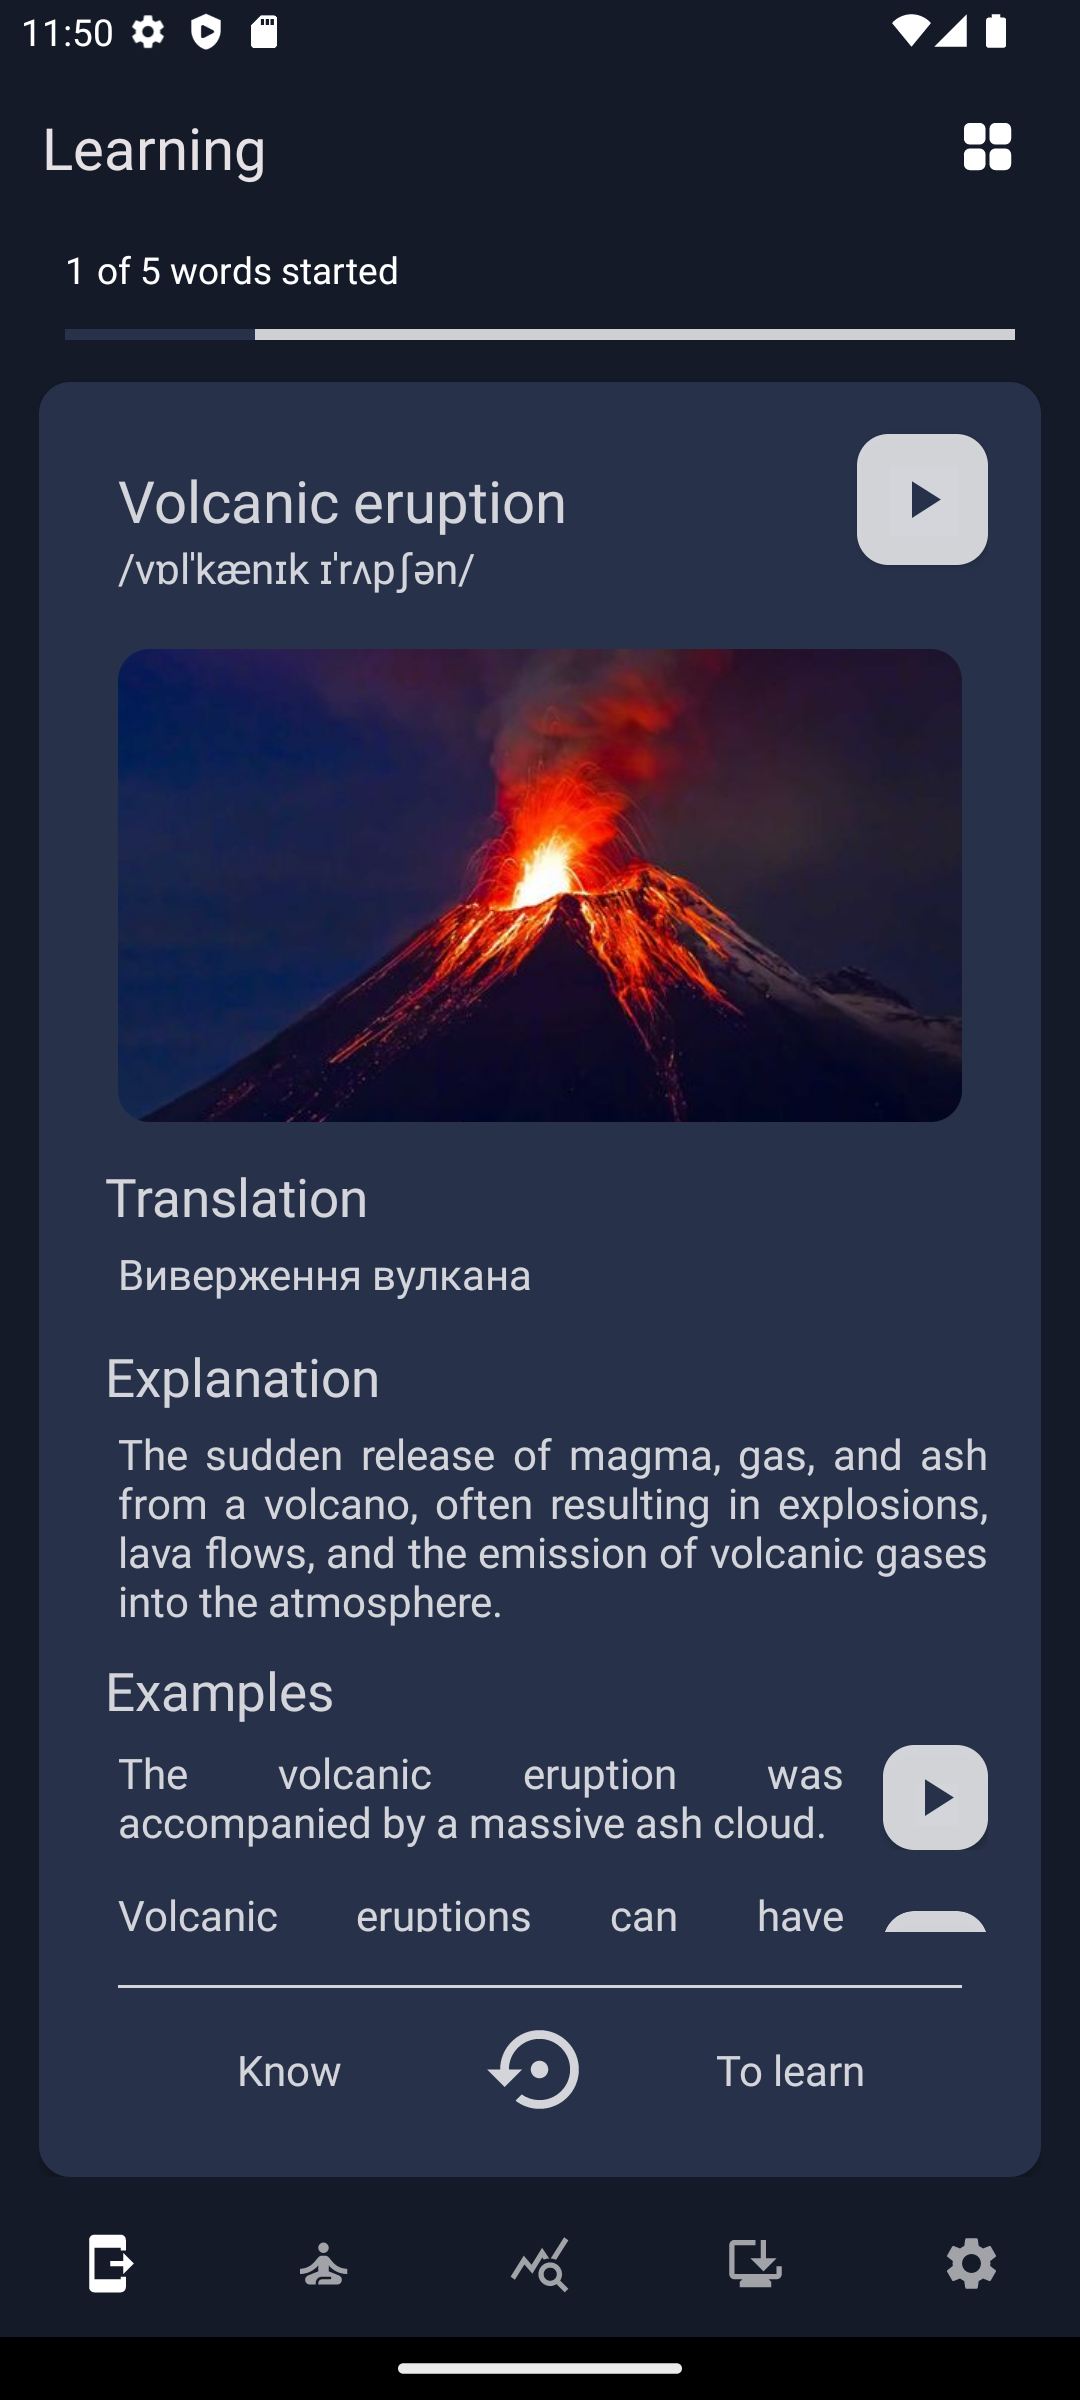 11:50
Learning
1 of 5 words started
Volcanic eruption
/vɒlˈkænɪk ɪˈrʌpʃən/
Translation
Виверження вулкана
Explanation
The sudden release of magma, gas, and ash
from a volcano, often resulting in explosions,
lava flows, and the emission of volcanic gases
into the atmosphere.
Examples
The volcanic eruption was
accompanied by a massive ash cloud.
Volcanic eruptions can have
Know
To learn